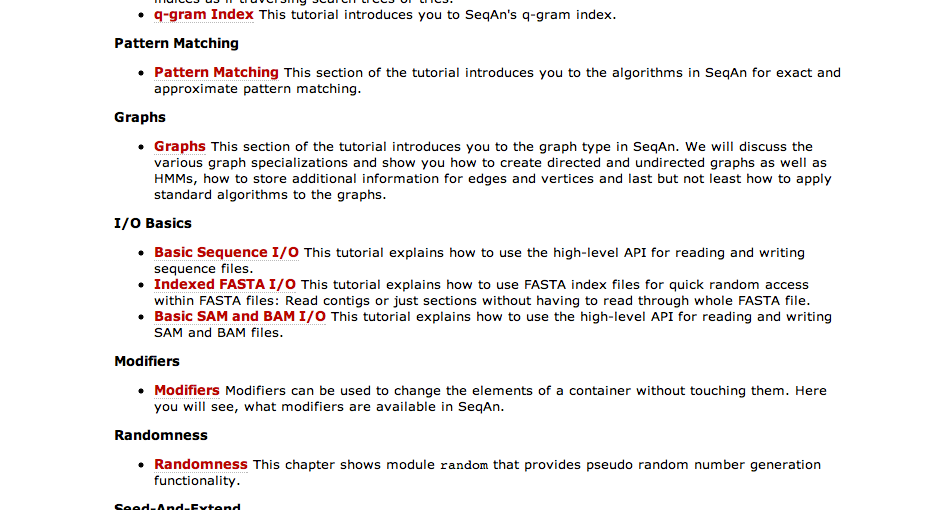 indices as if traversing search trees or tries.
q-gram Index This tutorial introduces you to SeqAn's q-gram index.
Pattern Matching
Pattern Matching This section of the tutorial introduces you to the algorithms in SeqAn for exact and
approximate pattern matching.
Graphs
Graphs This section of the tutorial introduces you to the graph type in SeqAn. We will discuss the
various graph specializations and show you how to create directed and undirected graphs as well as
HMMs, how to store additional information for edges and vertices and last but not least how to apply
standard algorithms to the graphs.
I/O Basics
Basic Sequence I/O This tutorial explains how to use the high-level API for reading and writing
sequence files.
Indexed FASTA I/O This tutorial explains how to use FASTA index files for quick random access
within FASTA files: Read contigs or just sections without having to read through whole FASTA file.
Basic SAM and BAM I/O This tutorial explains how to use the high-level API for reading and writing
SAM and BAM files.
Modifiers
Modifiers Modifiers can be used to change the elements of a container without touching them. Here
you will see, what modifiers are available in SeqAn.
Randomness
Randomness This chapter shows module random that provides pseudo random number generation
functionality.
Seed-And-Extend